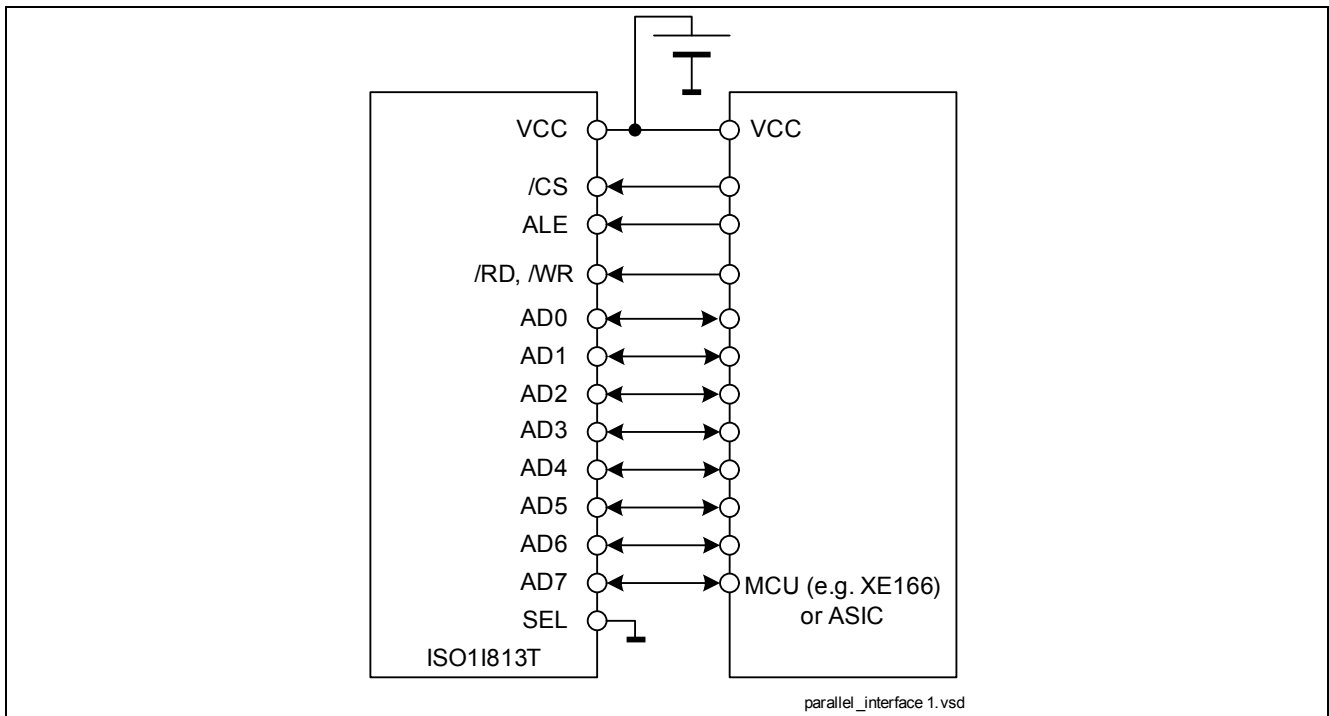 VCC VCC
/CS
ALE
/RD, /WR
AD0
AD1
AD2
AD3
AD4
AD5
AD6
AD7 MCU (e.g. XE166)
or ASIC
SEL
ISO1I813T
parallel_interface 1.vsd